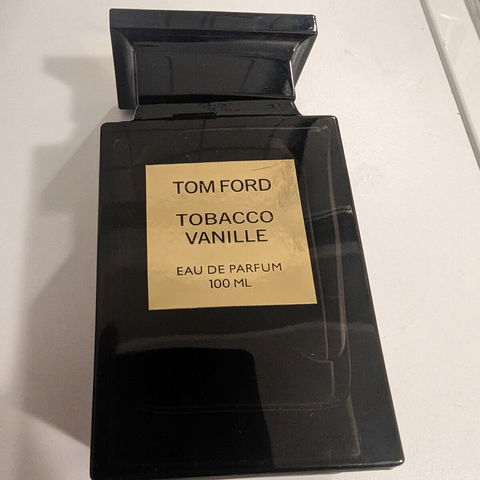 TOM FORD
TOBACCO
VANILLE
EAU DE PARFUM
100 ML